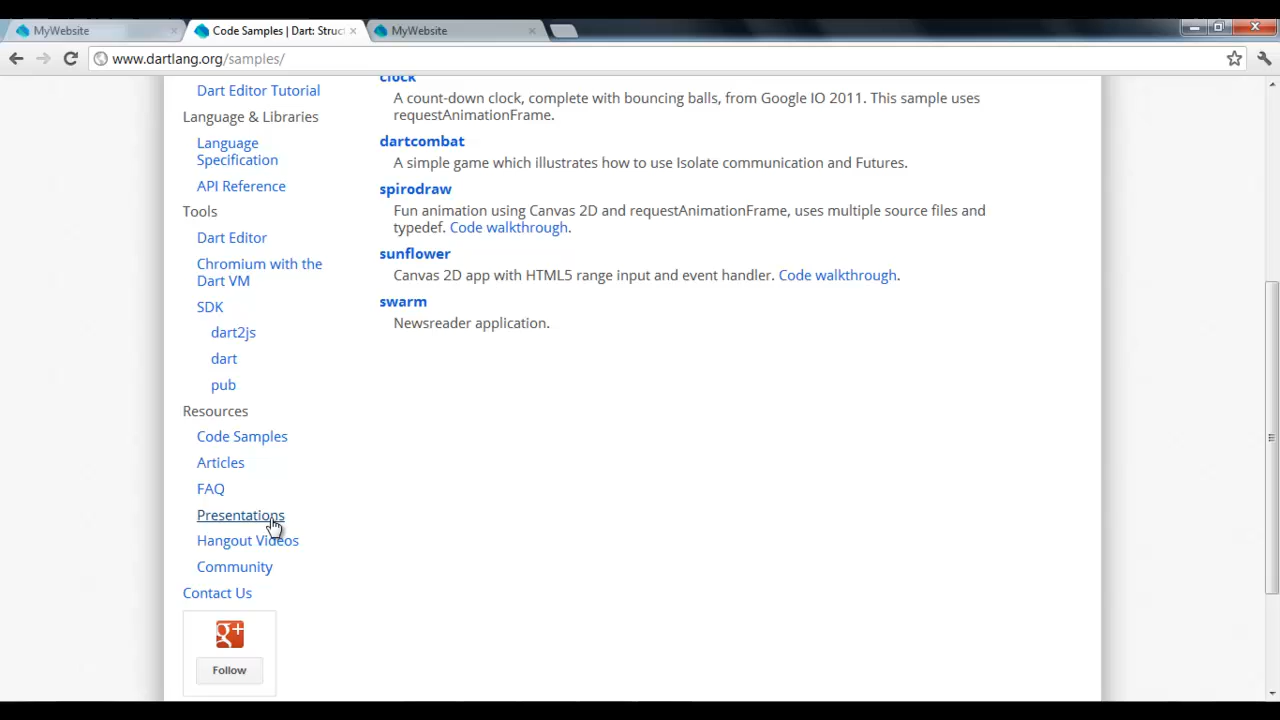 MyWebsite
Code Samples | Dart: Struct
MyWebsite
www.dartlang.org/samples/
Dart Editor Tutorial
Language & Libraries
Language
Specification
API Reference
Tools
Dart Editor
Chromium with the
Dart VM
SDK
dart2js
dart
pub
Resources
Code Samples
Articles
FAQ
Presentations
Hangout Videos
Community
Contact Us
g+
Follow
clock
A count-down clock, complete with bouncing balls, from Google IO 2011. This sample uses
requestAnimationFrame.
dartcombat
A simple game which illustrates how to use Isolate communication and Futures.
spirodraw
Fun animation using Canvas 2D and requestAnimationFrame, uses multiple source files and
typedef. Code walkthrough.
sunflower
Canvas 2D app with HTML5 range input and event handler. Code walkthrough.
swarm
Newsreader application.